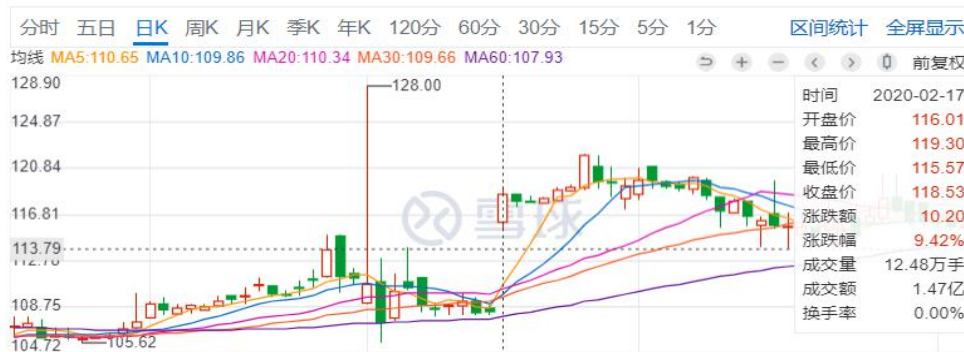 分时 五日 日K 周K 月K 季K 年K 120分 60分 30分 15分 5分 1分 区间统计 全屏显示
均线 MA5:110.65 MA10:109.86 MA20:110.34 MA30:109.66 MA60:107.93 前复权
128.90
128.00
时间 2020-02-17
124.87
开盘价 116.01
最高价 119.30
120.84
最低价 115.57
收盘价 118.53
116.81
雪球
涨跌额 10.20
113.79
涨跌幅 9.42%
112.78
成交量 12.48万手
成交额 1.47亿
108.75
换手率 0.00%
105.62
104.72